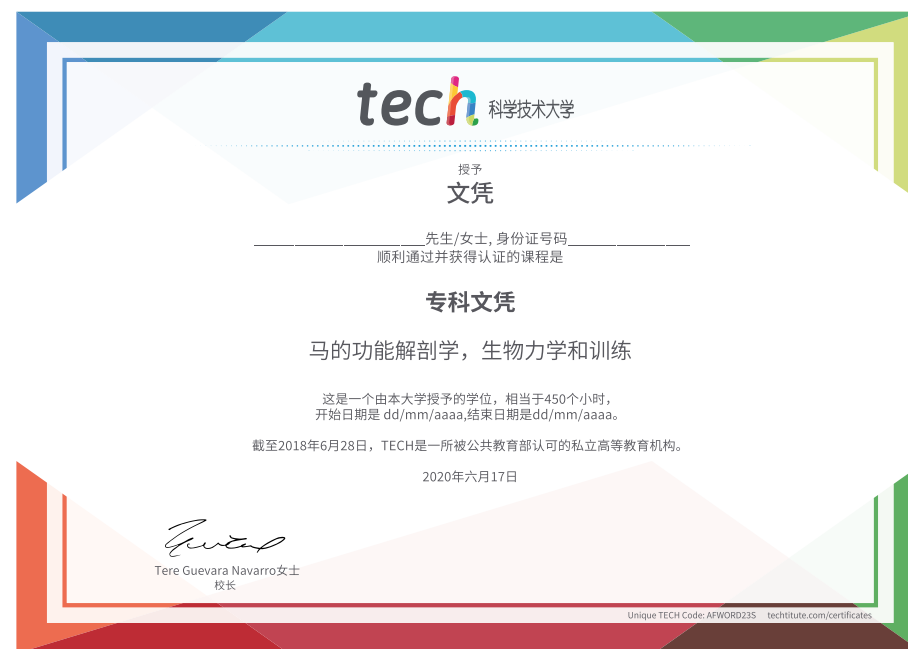 tech 科学技术大学
授予
文凭
______________________先生/女士, 身份证号码________________
顺利通过并获得认证的课程是
专科文凭
马的功能解剖学，生物力学和训练
这是一个由本大学授予的学位，相当于450个小时，
开始日期是 dd/mm/aaaa,结束日期是dd/mm/aaaa。
截至2018年6月28日，TECH是一所被公共教育部认可的私立高等教育机构。
2020年六月17日
Tere Guevara Navarro女士
校长
Unique TECH Code: AFWORD23S techtitute.com/certificates